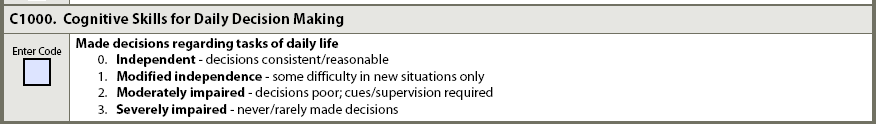 C1000. Cognitive Skills for Daily Decision Making
Enter Code
Made decisions regarding tasks of daily life
0. Independent - decisions consistent/reasonable
1. Modified independence - some difficulty in new situations only
2. Moderately impaired - decisions poor; cues/supervision required
3. Severely impaired - never/rarely made decisions